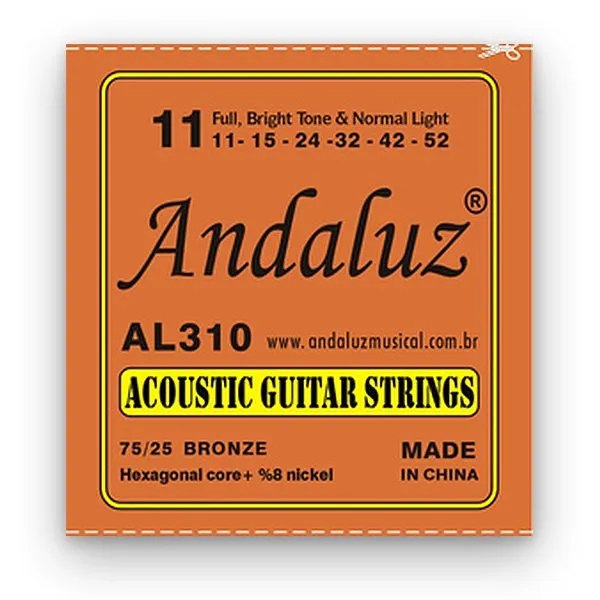 11 Full, Bright Tone & Normal Light
11- 15 - 24 -32 - 42 - 52
Andaluz®
AL310 www.andaluzmusical.com.br
ACOUSTIC GUITAR STRINGS
75/25 BRONZE
Hexagonal core+ %8 nickel
MADE
IN CHINA